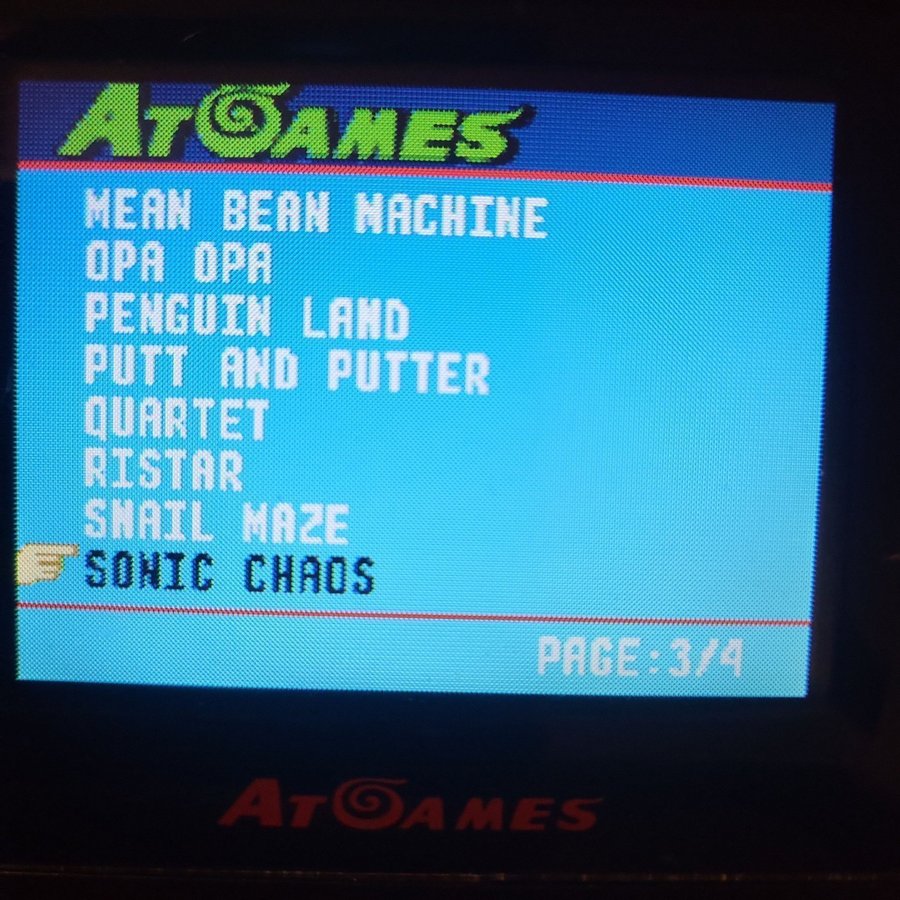 ATGAMES
MEAN BEAN MACHINE
OPA OPA
PENGUIN LAND
PUTT AND PUTTER
QUARTET
RISTAR
SNAIL MAZE
SONIC CHAOS
PAGE:3/4
ATGAMES